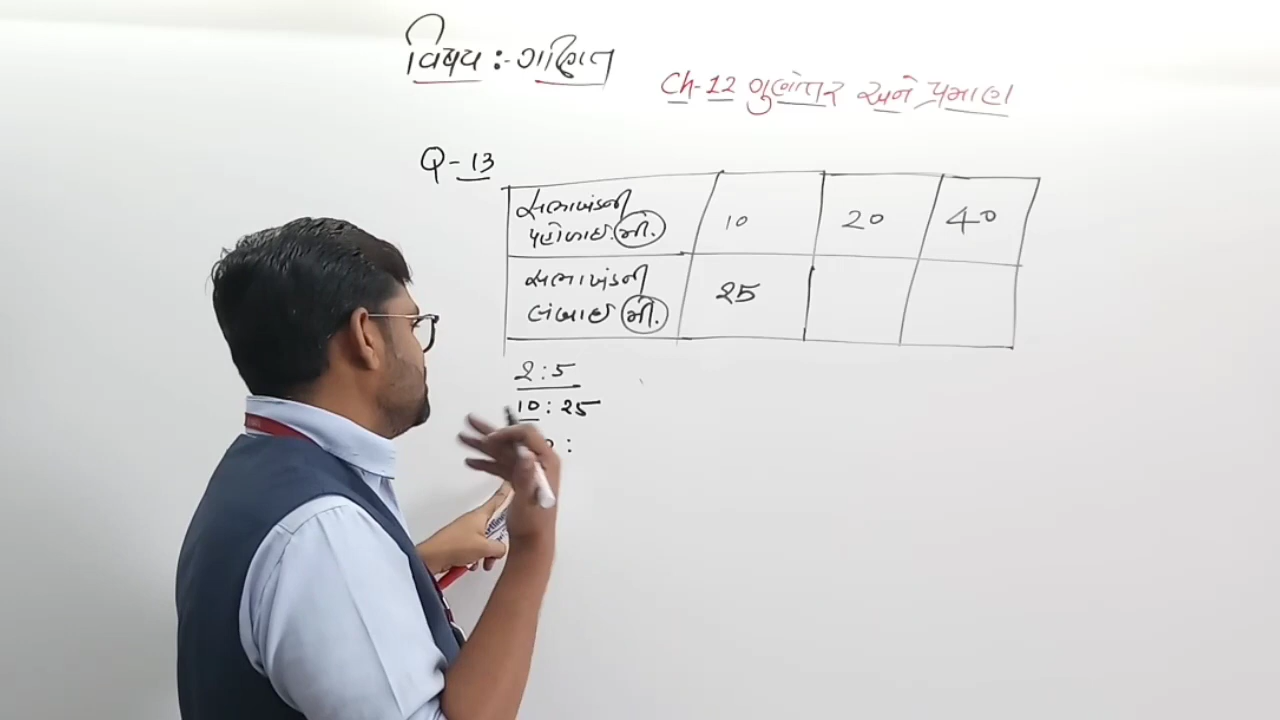 વિષય :- ગણિત
Ch-12 ગુણોત્તર અને પ્રમાણ
Q-13
સભાખંડની પહોળાઈ મી. 10 20 40
સભાખંડની લંબાઈ મી. 25
2:5
10:25
0 :